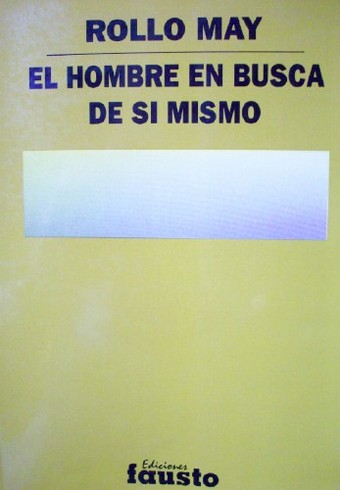 ROLLO MAY
EL HOMBRE EN BUSCA
DE SI MISMO
Ediciones
fausto